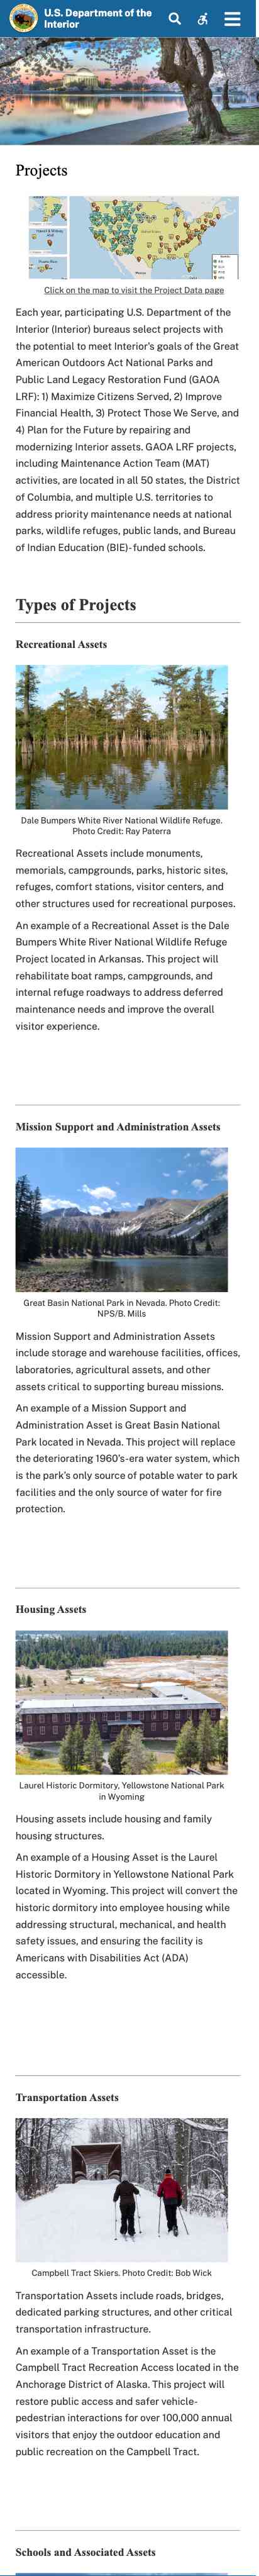 U.S. Department of the
Interior
Projects
Click on the map to visit the Project Data page
Each year, participating U.S. Department of the
Interior (Interior) bureaus select projects with
the potential to meet Interior's goals of the Great
American Outdoors Act National Parks and
Public Land Legacy Restoration Fund (GAOA
LRF): 1) Maximize Citizens Served, 2) Improve
Financial Health, 3) Protect Those We Serve, and
4) Plan for the Future by repairing and
modernizing Interior assets. GAOA LRF projects,
including Maintenance Action Team (MAT)
activities, are located in all 50 states, the District
of Columbia, and multiple U.S. territories to
address priority maintenance needs at national
parks, wildlife refuges, public lands, and Bureau
of Indian Education (BIE)-funded schools.
Types of Projects
Recreational Assets
Dale Bumpers White River National Wildlife Refuge.
Photo Credit: Ray Paterra
Recreational Assets include monuments,
memorials, campgrounds, parks, historic sites,
refuges, comfort stations, visitor centers, and
other structures used for recreational purposes.
An example of a Recreational Asset is the Dale
Bumpers White River National Wildlife Refuge
Project located in Arkansas. This project will
rehabilitate boat ramps, campgrounds, and
internal refuge roadways to address deferred
maintenance needs and improve the overall
visitor experience.
Mission Support and Administration Assets
Great Basin National Park in Nevada. Photo Credit:
NPS/B. Mills
Mission Support and Administration Assets
include storage and warehouse facilities, offices,
laboratories, agricultural assets, and other
assets critical to supporting bureau missions.
An example of a Mission Support and
Administration Asset is Great Basin National
Park located in Nevada. This project will replace
the deteriorating 1960's-era water system, which
is the park's only source of potable water to park
facilities and the only source of water for fire
protection.
Housing Assets
Laurel Historic Dormitory, Yellowstone National Park
in Wyoming
Housing assets include housing and family
housing structures.
An example of a Housing Asset is the Laurel
Historic Dormitory in Yellowstone National Park
located in Wyoming. This project will convert the
historic dormitory into employee housing while
addressing structural, mechanical, and health
safety issues, and ensuring the facility is
Americans with Disabilities Act (ADA)
accessible.
Transportation Assets
Campbell Tract Skiers. Photo Credit: Bob Wick
Transportation Assets include roads, bridges,
dedicated parking structures, and other critical
transportation infrastructure.
An example of a Transportation Asset is the
Campbell Tract Recreation Access located in the
Anchorage District of Alaska. This project will
restore public access and safer vehicle-
pedestrian interactions for over 100,000 annual
visitors that enjoy the outdoor education and
public recreation on the Campbell Tract.
Schools and Associated Assets